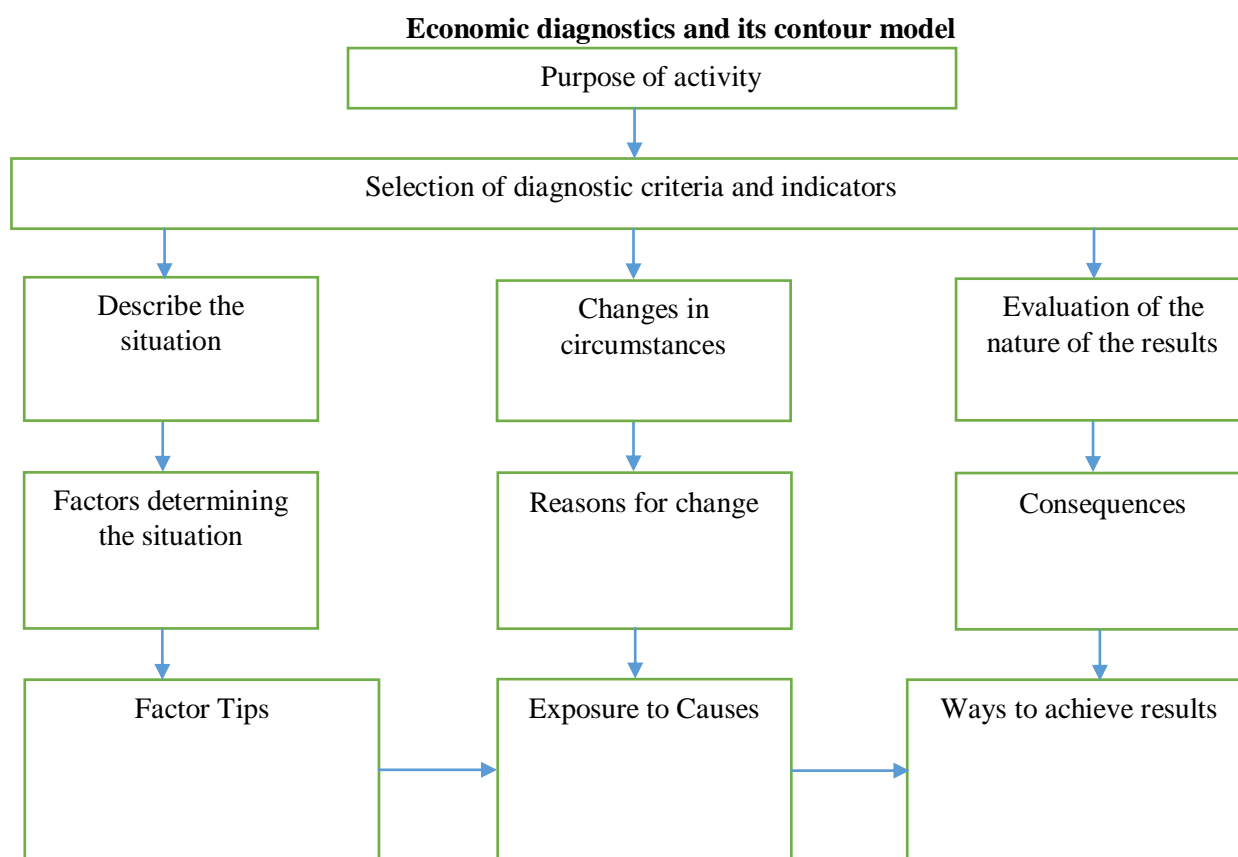 Economic diagnostics and its contour model
Purpose of activity
Selection of diagnostic criteria and indicators
Describe the
situation
Changes in
circumstances
Evaluation of the
nature of the results
Factors determining
the situation
Reasons for change
Consequences
Factor Tips
Exposure to Causes
Ways to achieve results